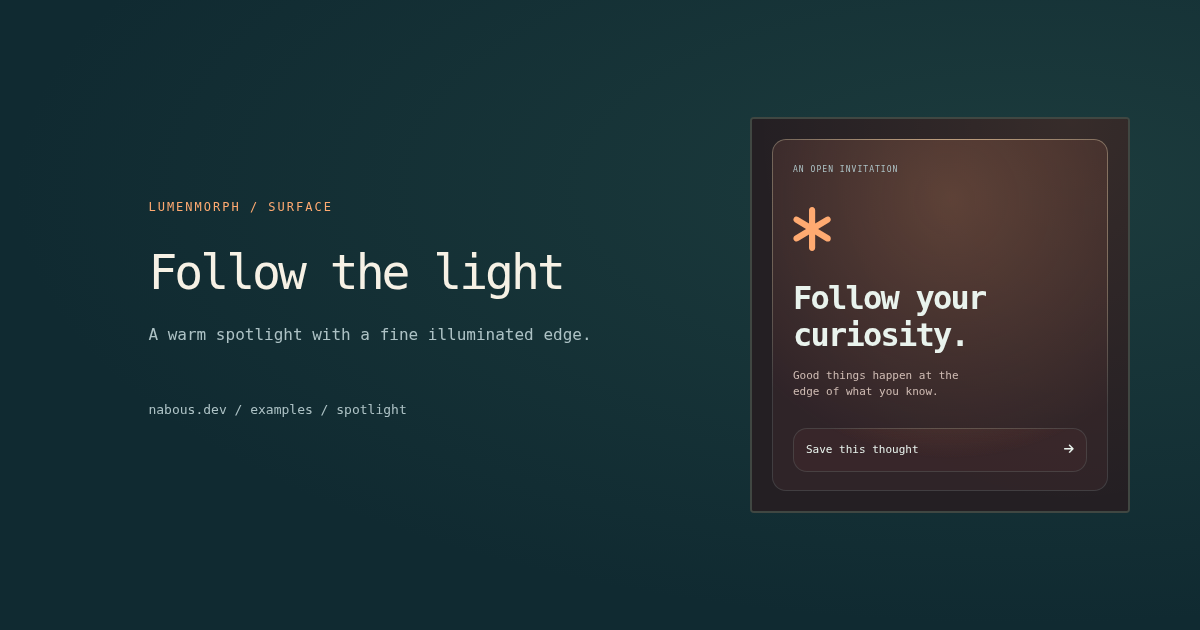 LUMENMORPH / SURFACE
Follow the light
A warm spotlight with a fine illuminated edge.
nabous.dev / examples / spotlight
AN OPEN INVITATION
Follow your
curiosity.
Good things happen at the
edge of what you know.
Save this thought →